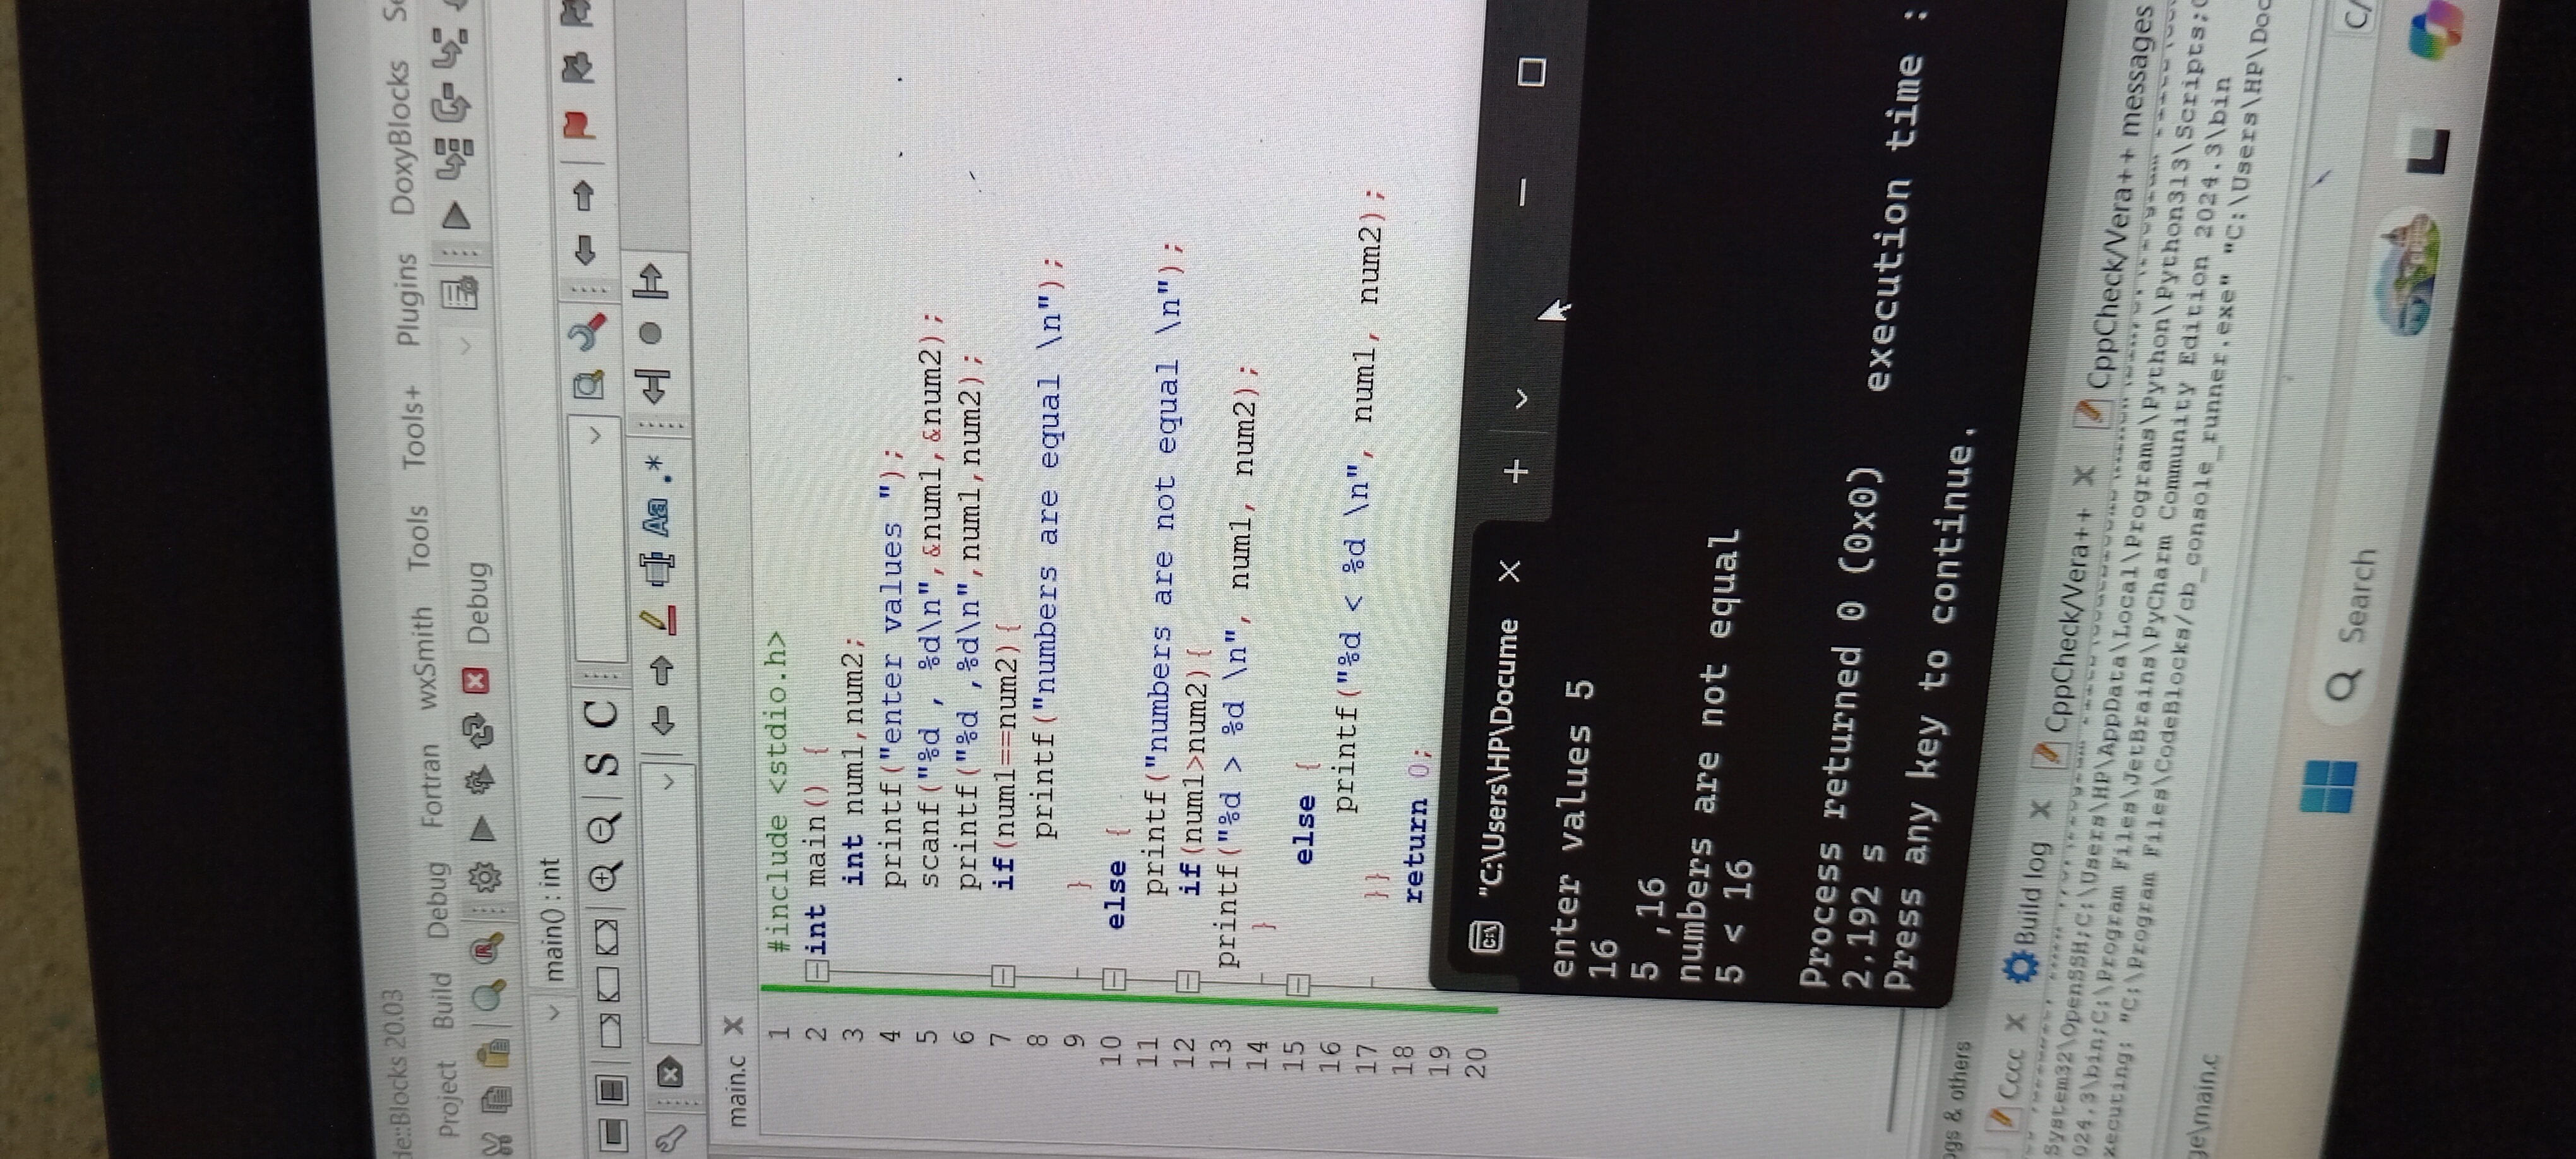 de::Blocks 20.03
Project Build Debug Fortran wxSmith Tools Tools+ Plugins DoxyBlocks
Debug
main() : int
S C
Aa .*
main.c X
1 #include <stdio.h>
2 int main() {
3 int num1,num2;
4 printf("enter values ");
5 scanf("%d , %d\n",&num1,&num2);
6 printf("%d ,%d\n",num1,num2);
7 if(num1==num2){
8 printf("numbers are equal \n");
9 }
10 else {
11 printf("numbers are not equal \n");
12 if(num1>num2){
13 printf("%d > %d \n", num1, num2);
14 }
15 else {
16 printf("%d < %d \n", num1, num2);
17 }}
18 return 0;
19
20
"C:\Users\HP\Docume
enter values 5
16
5 ,16
numbers are not equal
5 < 16
Process returned 0 (0x0) execution time :
2.192 s
Press any key to continue.
ogs & others
Cccc Build log CppCheck/Vera++ CppCheck/Vera++ messages
System32\OpenSSH;C:\Users\HP\AppData\Local\Programs\Python\Python313\Scripts;
024.3\bin;C:\Program Files\JetBrains\PyCharm Community Edition 2024.3\bin
xecuting: "C:\Program Files\CodeBlocks/cb_console_runner.exe" "C:\Users\HP\Doc
ge\main.c
Search
C/